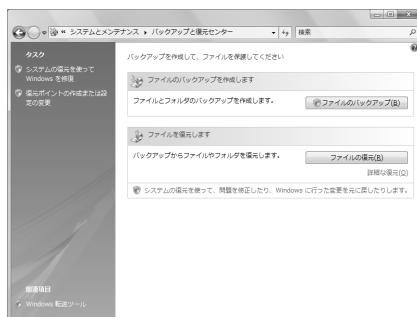 « システムとメンテナンス ▸ バックアップと復元センター
検索
タスク
システムの復元を使って
Windows を修復
復元ポイントの作成または設
定の変更
バックアップを作成して、ファイルを保護してください
ファイルのバックアップを作成します
ファイルとフォルダのバックアップを作成します。
ファイルのバックアップ(B)
ファイルを復元します
バックアップからファイルやフォルダを復元します。
ファイルの復元(R)
詳細な復元(O)
システムの復元を使って、問題を修正したり、Windows に行った変更を元に戻したりします。
関連項目
Windows 転送ツール